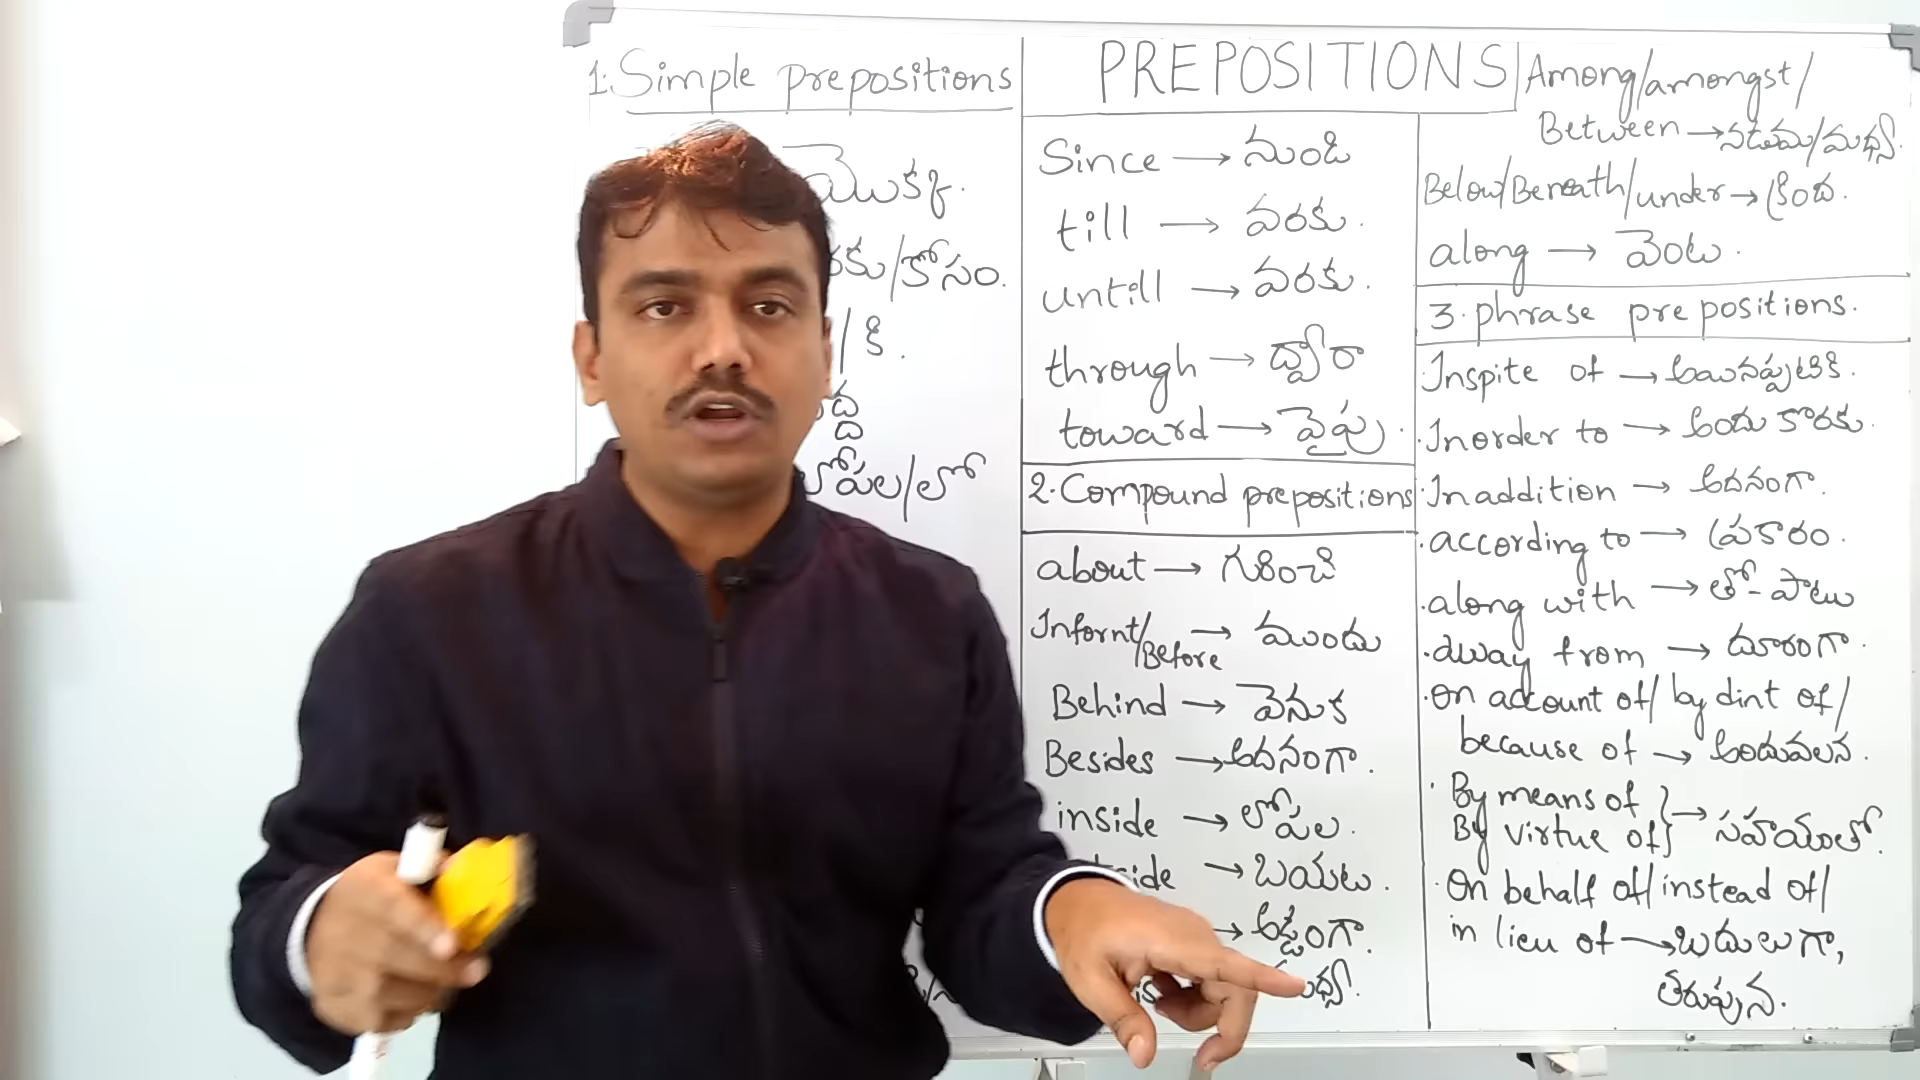 1. Simple prepositions
యొక్క.
కు/కోసం.
/కి.
ద్ద
లోపల/లో
PREPOSITIONS
Since → నుండి
till → వరకు.
untill → వరకు.
through → ద్వారా
toward → వైపు.
2. Compound prepositions
about → గురించి
Infornt/
Before → ముందు
Behind → వెనుక
Besides → అదనంగా.
inside → లోపల.
side → బయట.
→ అడ్డంగా.
మధ్య.
Among/amongst/
Between → నడుమ/మధ్య.
Below/Beneath/under → క్రింద.
along → వెంట.
3. phrase prepositions.
Inspite of → అయినప్పటికి.
Inorder to → అందు కొరకు.
In addition → అదనంగా.
according to → ప్రకారం.
along with → తో-పాటు
away from → దూరంగా.
on account of/by dint of/
because of → అందువలన.
By means of
By virtue of } → సహాయంతో.
On behalf of/instead of/
in lieu of → బదులుగా,
తరుపున.